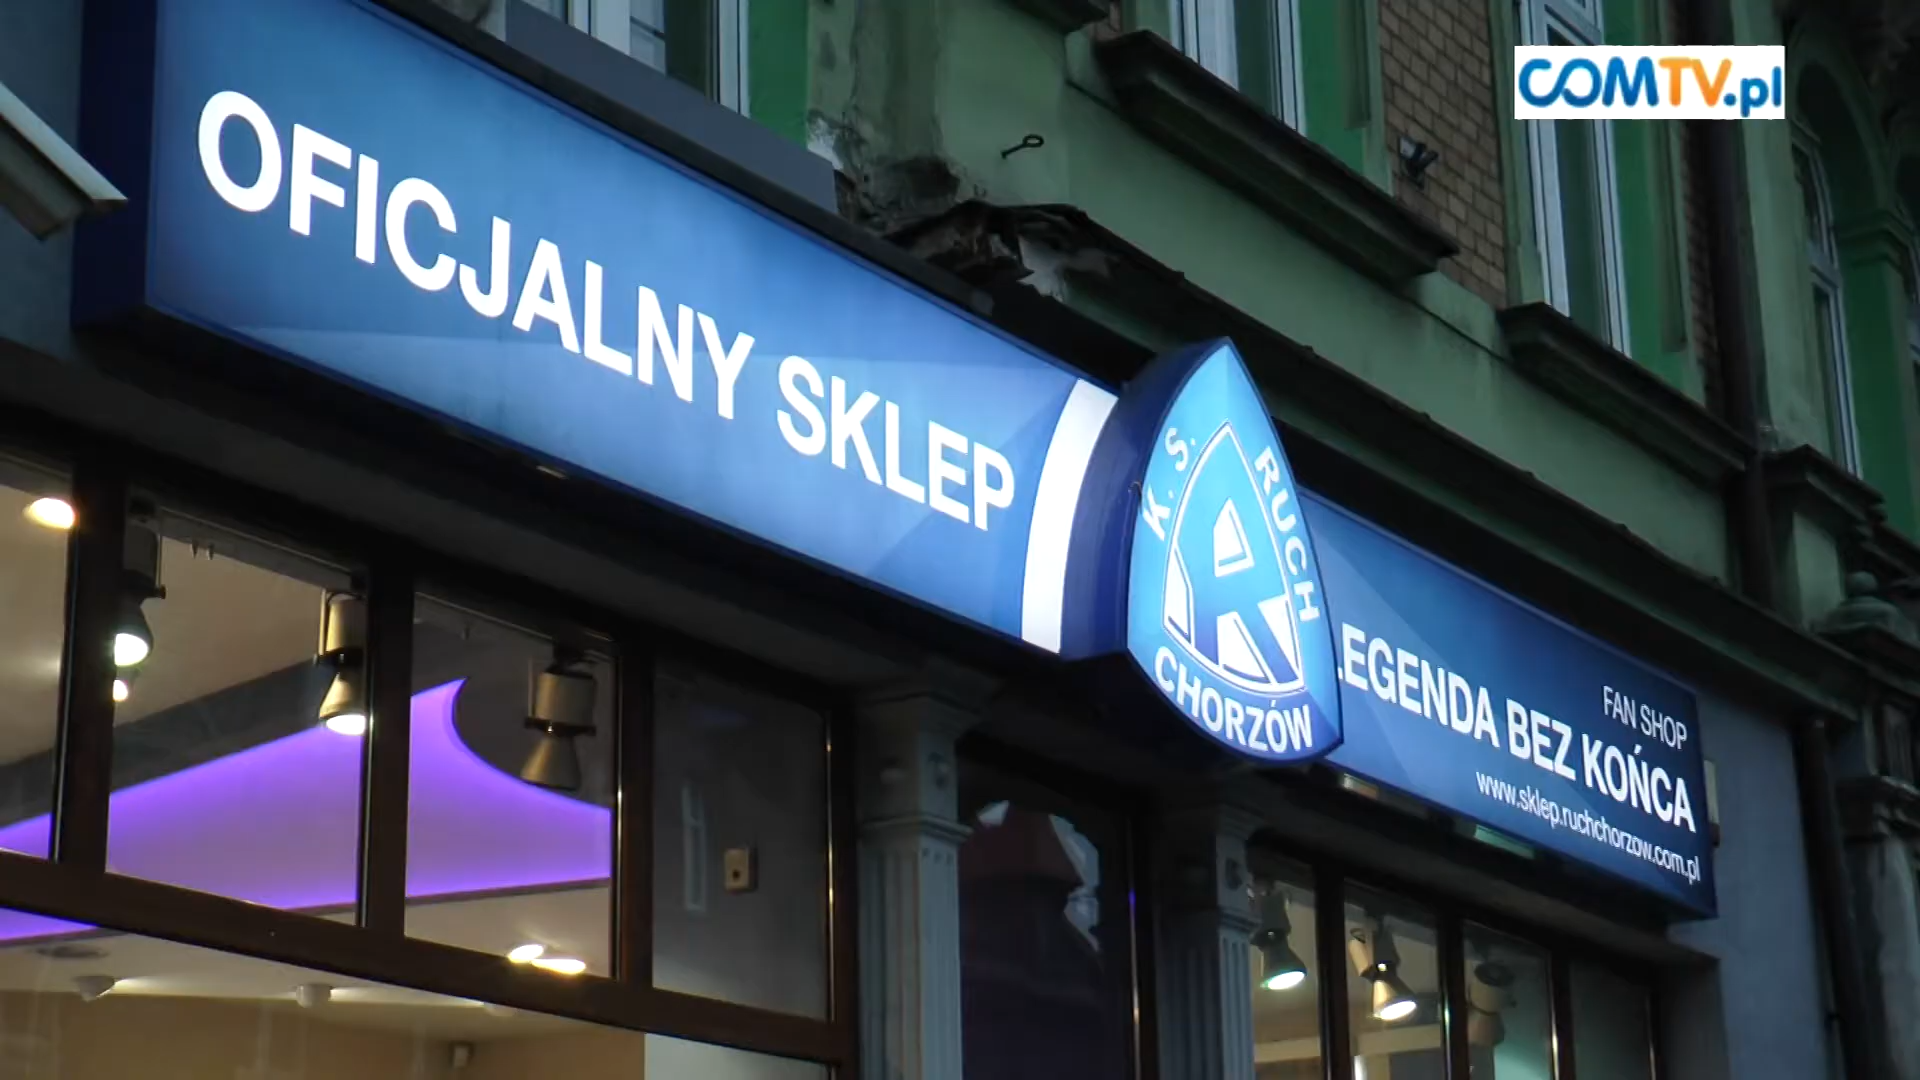 COMTV.pl
OFICJALNY SKLEP
K.S. RUCH
CHORZÓW
FAN SHOP
LEGENDA BEZ KOŃCA
www.sklep.ruchchorzow.com.pl